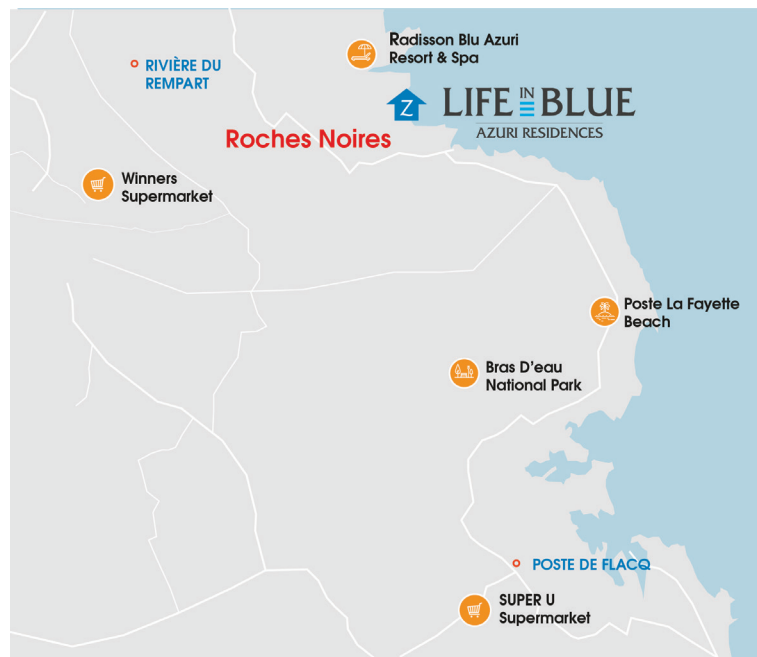 Radisson Blu Azuri
Resort & Spa
RIVIÈRE DU
REMPART
Z
LIFE IN BLUE
AZURI RESIDENCES
Roches Noires
Winners
Supermarket
Poste La Fayette
Beach
Bras D'eau
National Park
POSTE DE FLACQ
SUPER U
Supermarket